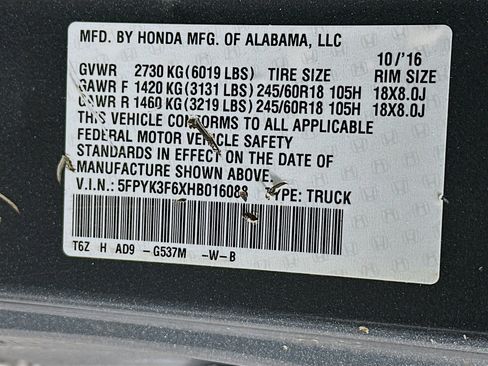 MFD. BY HONDA MFG. OF ALABAMA, LLC
10/'16
GVWR 2730 KG(6019 LBS) TIRE SIZE RIM SIZE
GAWR F 1420 KG(3131 LBS) 245/60R18 105H 18X8.0J
GAWR R 1460 KG(3219 LBS) 245/60R18 105H 18X8.0J
THIS VEHICLE CONFORMS TO ALL APPLICABLE
FEDERAL MOTOR VEHICLE SAFETY
STANDARDS IN EFFECT ON THE DATE OF
MANUFACTURE SHOWN ABOVE.
V.I.N.: 5FPYK3F6XHB016088 TYPE: TRUCK
T6Z H AD9 -G537M -W-B